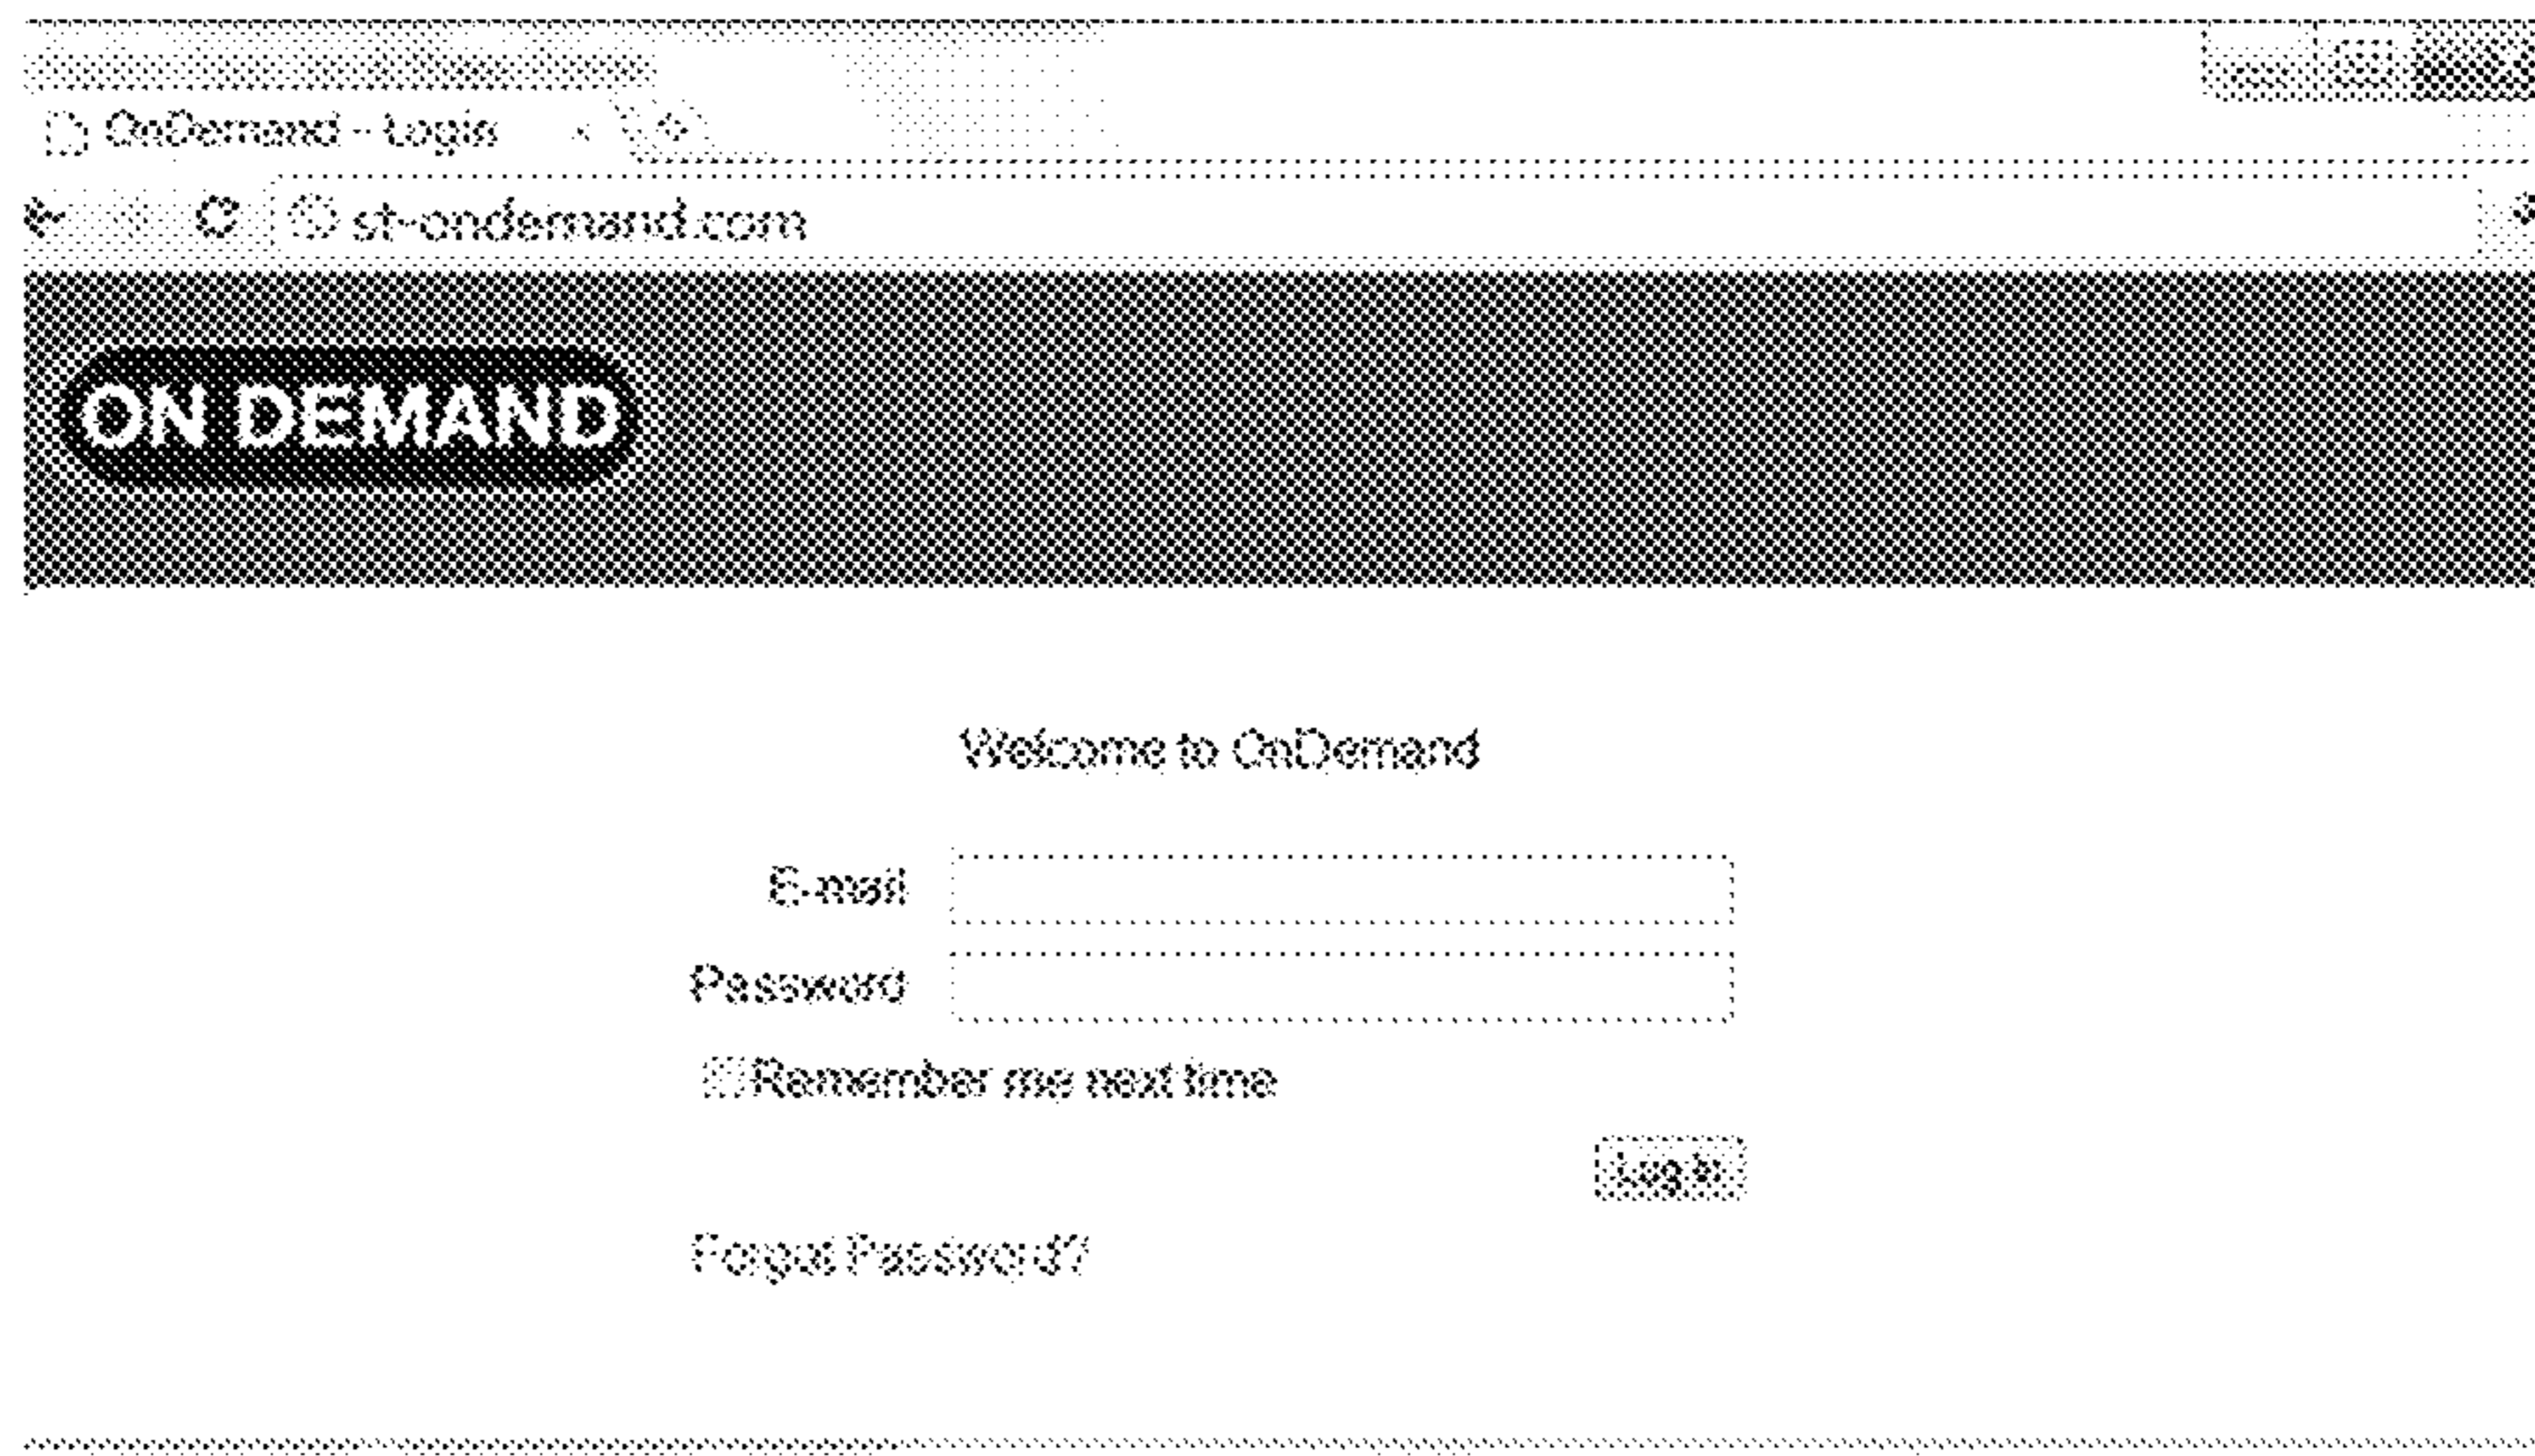 OnDemand - Login
st-ondemand.com
ON DEMAND
Welcome to OnDemand
E-mail
Password
Remember me next time
Log In
Forgot Password?